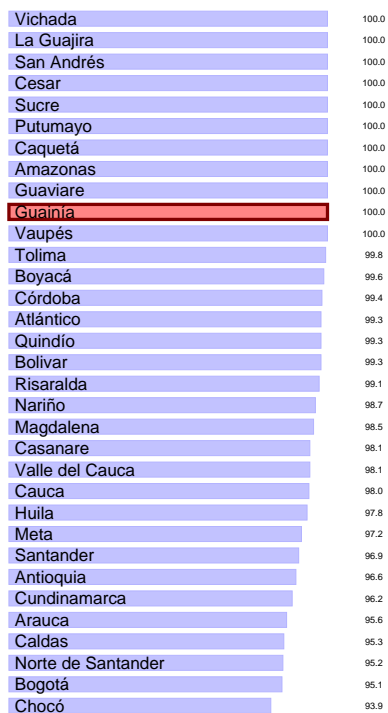 Vichada 100.0
La Guajira 100.0
San Andrés 100.0
Cesar 100.0
Sucre 100.0
Putumayo 100.0
Caquetá 100.0
Amazonas 100.0
Guaviare 100.0
Guainía 100.0
Vaupés 100.0
Tolima 99.8
Boyacá 99.6
Córdoba 99.4
Atlántico 99.3
Quindío 99.3
Bolivar 99.3
Risaralda 99.1
Nariño 98.7
Magdalena 98.5
Casanare 98.1
Valle del Cauca 98.1
Cauca 98.0
Huila 97.8
Meta 97.2
Santander 96.9
Antioquia 96.6
Cundinamarca 96.2
Arauca 95.6
Caldas 95.3
Norte de Santander 95.2
Bogotá 95.1
Chocó 93.9